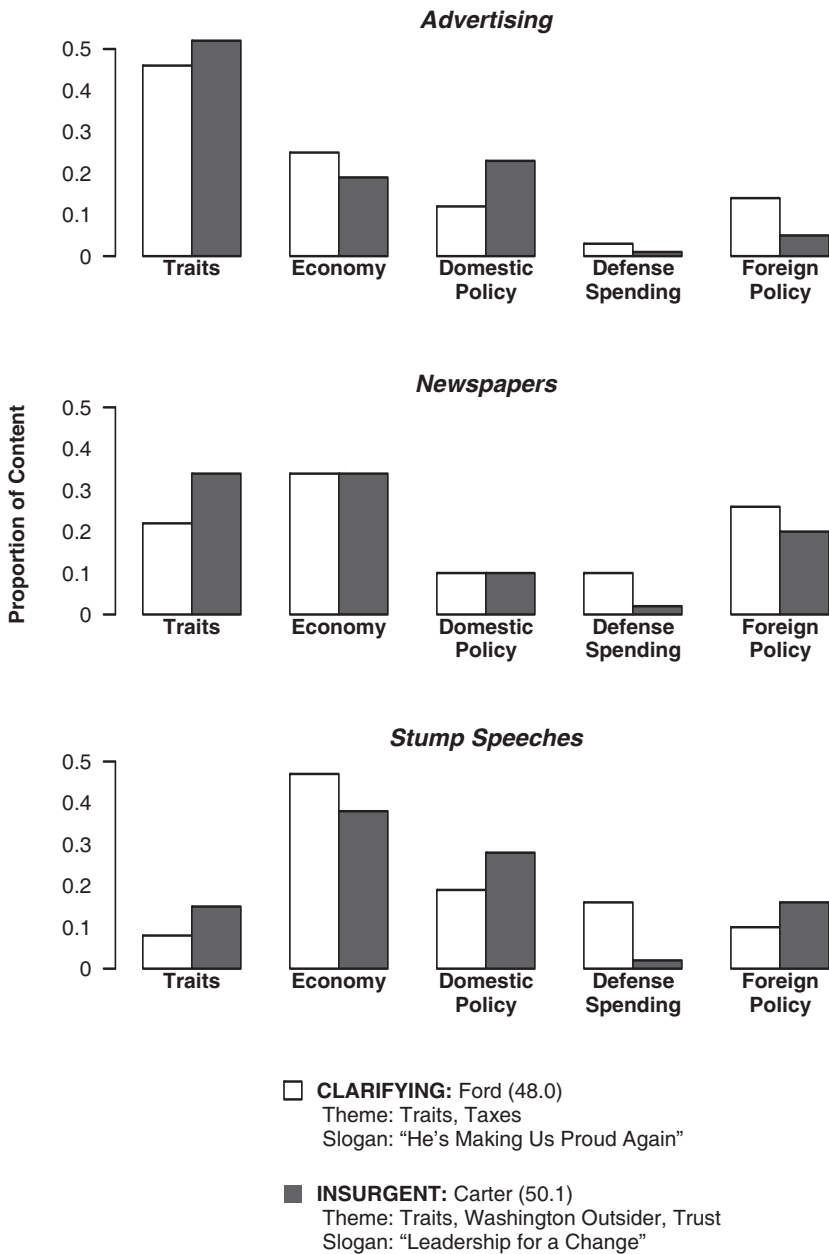 Advertising
0.5
0.4
0.3
0.2
0.1
0
Traits
Economy
Domestic
Policy
Defense
Spending
Foreign
Policy
Proportion of Content
Newspapers
0.5
0.4
0.3
0.2
0.1
0
Traits
Economy
Domestic
Policy
Defense
Spending
Foreign
Policy
Stump Speeches
0.5
0.4
0.3
0.2
0.1
0
Traits
Economy
Domestic
Policy
Defense
Spending
Foreign
Policy
CLARIFYING: Ford (48.0)
Theme: Traits, Taxes
Slogan: “He’s Making Us Proud Again”
INSURGENT: Carter (50.1)
Theme: Traits, Washington Outsider, Trust
Slogan: “Leadership for a Change”